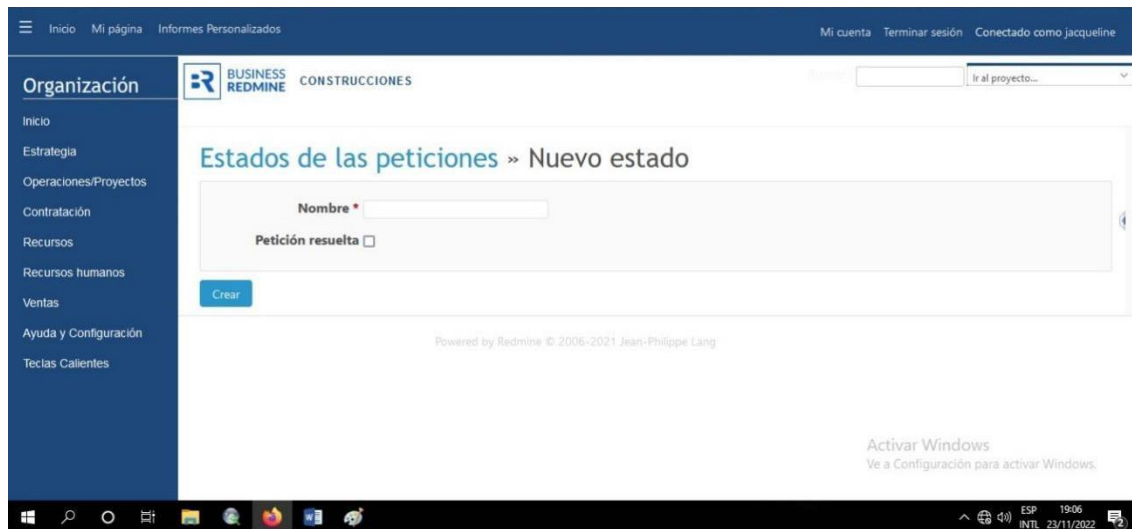 Inicio Mi página Informes Personalizados
Mi cuenta Terminar sesión Conectado como jacqueline
Organización
BUSINESS
REDMINE
CONSTRUCCIONES
Ir al proyecto...
Inicio
Estrategia
Operaciones/Proyectos
Contratación
Recursos
Recursos humanos
Ventas
Ayuda y Configuración
Teclas Calientes
Estados de las peticiones » Nuevo estado
Nombre *
Petición resuelta
Crear
Powered by Redmine © 2006-2021 Jean-Philippe Lang
Activar Windows
Ve a Configuración para activar Windows.
ESP
INTL
19:06
23/11/2022
2